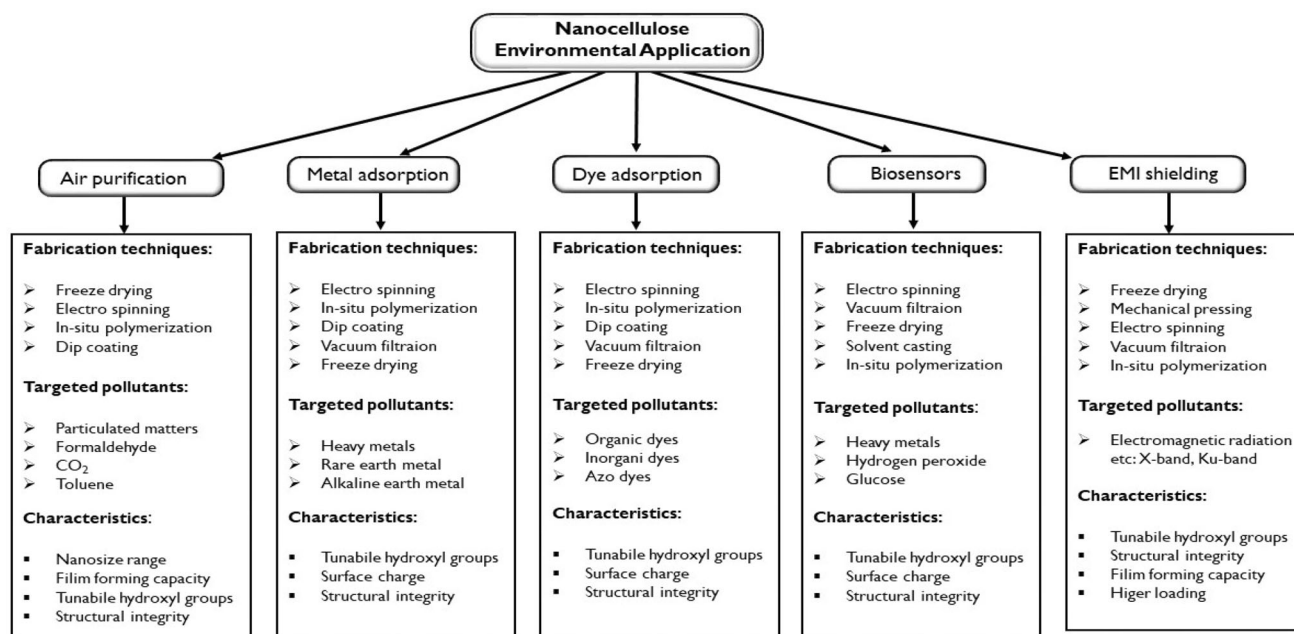 Nanocellulose
Environmental Application
Air purification
Metal adsorption
Dye adsorption
Biosensors
EMI shielding
Fabrication techniques:
Freeze drying
Electro spinning
In-situ polymerization
Dip coating
Targeted pollutants:
Particulated matters
Formaldehyde
CO₂
Toluene
Characteristics:
Nanosize range
Filim forming capacity
Tunabile hydroxyl groups
Structural integrity
Fabrication techniques:
Electro spinning
In-situ polymerization
Dip coating
Vacuum filtraion
Freeze drying
Targeted pollutants:
Heavy metals
Rare earth metal
Alkaline earth metal
Characteristics:
Tunabile hydroxyl groups
Surface charge
Structural integrity
Fabrication techniques:
Electro spinning
In-situ polymerization
Dip coating
Vacuum filtraion
Freeze drying
Targeted pollutants:
Organic dyes
Inorgani dyes
Azo dyes
Characteristics:
Tunabile hydroxyl groups
Surface charge
Structural integrity
Fabrication techniques:
Electro spinning
Vacuum filtraion
Freeze drying
Solvent casting
In-situ polymerization
Targeted pollutants:
Heavy metals
Hydrogen peroxide
Glucose
Characteristics:
Tunabile hydroxyl groups
Surface charge
Structural integrity
Fabrication techniques:
Freeze drying
Mechanical pressing
Electro spinning
Vacuum filtraion
In-situ polymerization
Targeted pollutants:
Electromagnetic radiation
etc: X-band, Ku-band
Characteristics:
Tunabile hydroxyl groups
Structural integrity
Filim forming capacity
Higer loading